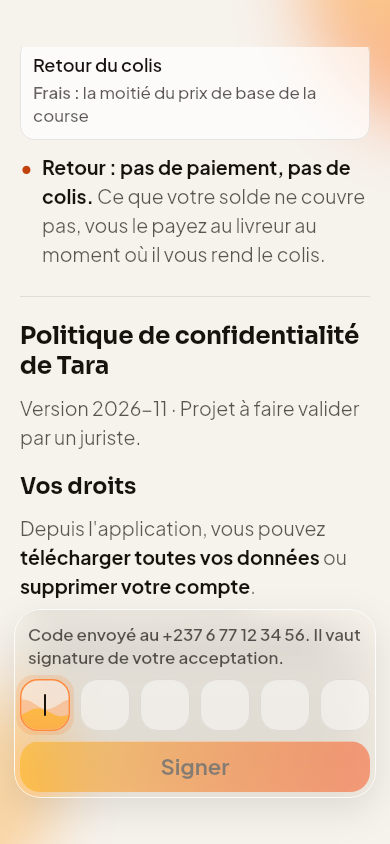 Retour du colis
Frais : la moitié du prix de base de la
course
• Retour : pas de paiement, pas de
colis. Ce que votre solde ne couvre
pas, vous le payez au livreur au
moment où il vous rend le colis.
Politique de confidentialité
de Tara
Version 2026-11 · Projet à faire valider
par un juriste.
Vos droits
Depuis l'application, vous pouvez
télécharger toutes vos données ou
supprimer votre compte.
Code envoyé au +237 6 77 12 34 56. Il vaut
signature de votre acceptation.
Signer